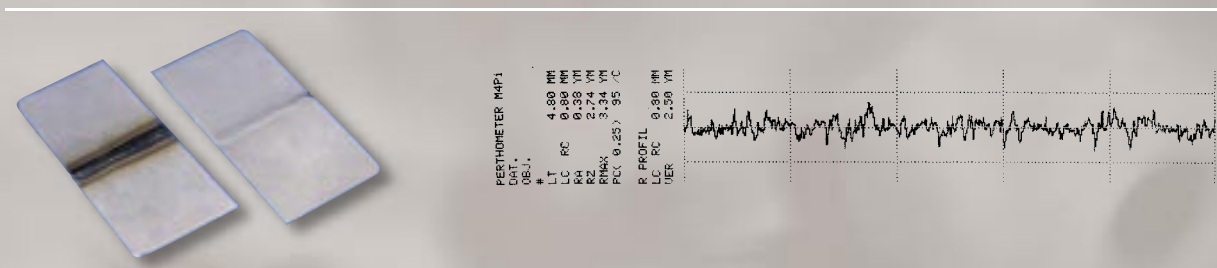 PERTHOMETER M4Pi
DAT.
OBJ.
#
LT 4.80 MM
LC RC 0.80 MM
RA 0.38 YM
RZ 2.74 YM
RMAX 3.34 YM
PC( 0.25) 95 /C
R PROFIL
LC RC 0.80 MM
VER 2.50 YM